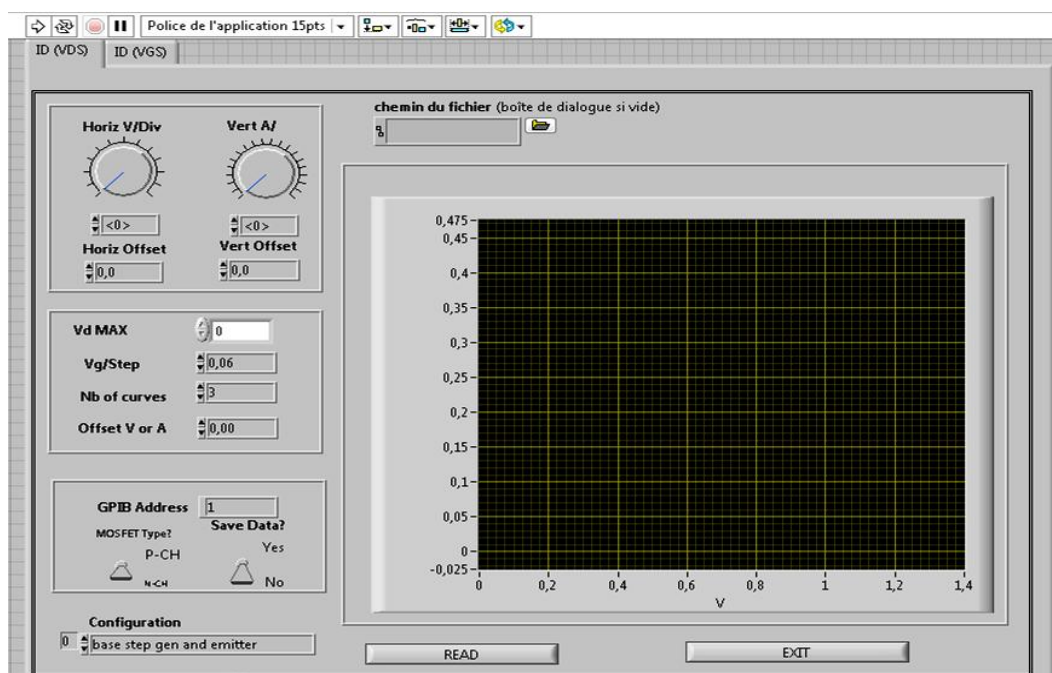 Police de l'application 15pts
ID (VDS) ID (VGS)
chemin du fichier (boîte de dialogue si vide)
Horiz V/Div Vert A/
<0> <0>
Horiz Offset Vert Offset
0,0 0,0
Vd MAX 0
Vg/Step 0,06
Nb of curves 3
Offset V or A 0,00
GPIB Address 1
MOSFET Type? Save Data?
P-CH Yes
N-CH No
Configuration
0 base step gen and emitter
0,475
0,45
0,4
0,35
0,3
0,25
0,2
0,15
0,1
0,05
0
-0,025
0 0,2 0,4 0,6 0,8 1 1,2 1,4
V
READ EXIT